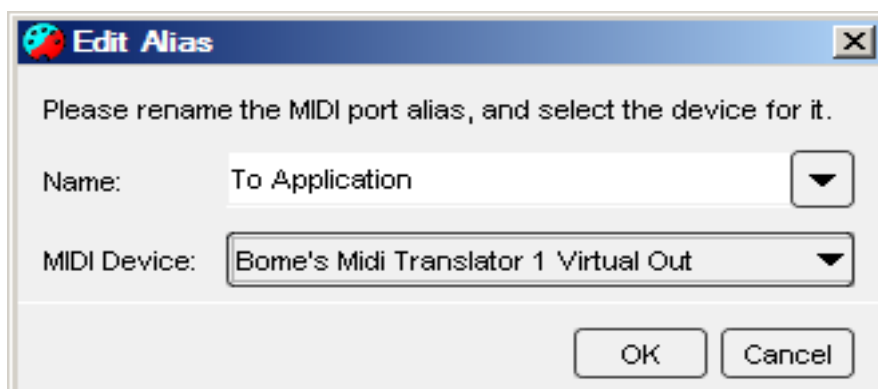 Edit Alias
Please rename the MIDI port alias, and select the device for it.
Name: To Application
MIDI Device: Bome's Midi Translator 1 Virtual Out
OK Cancel